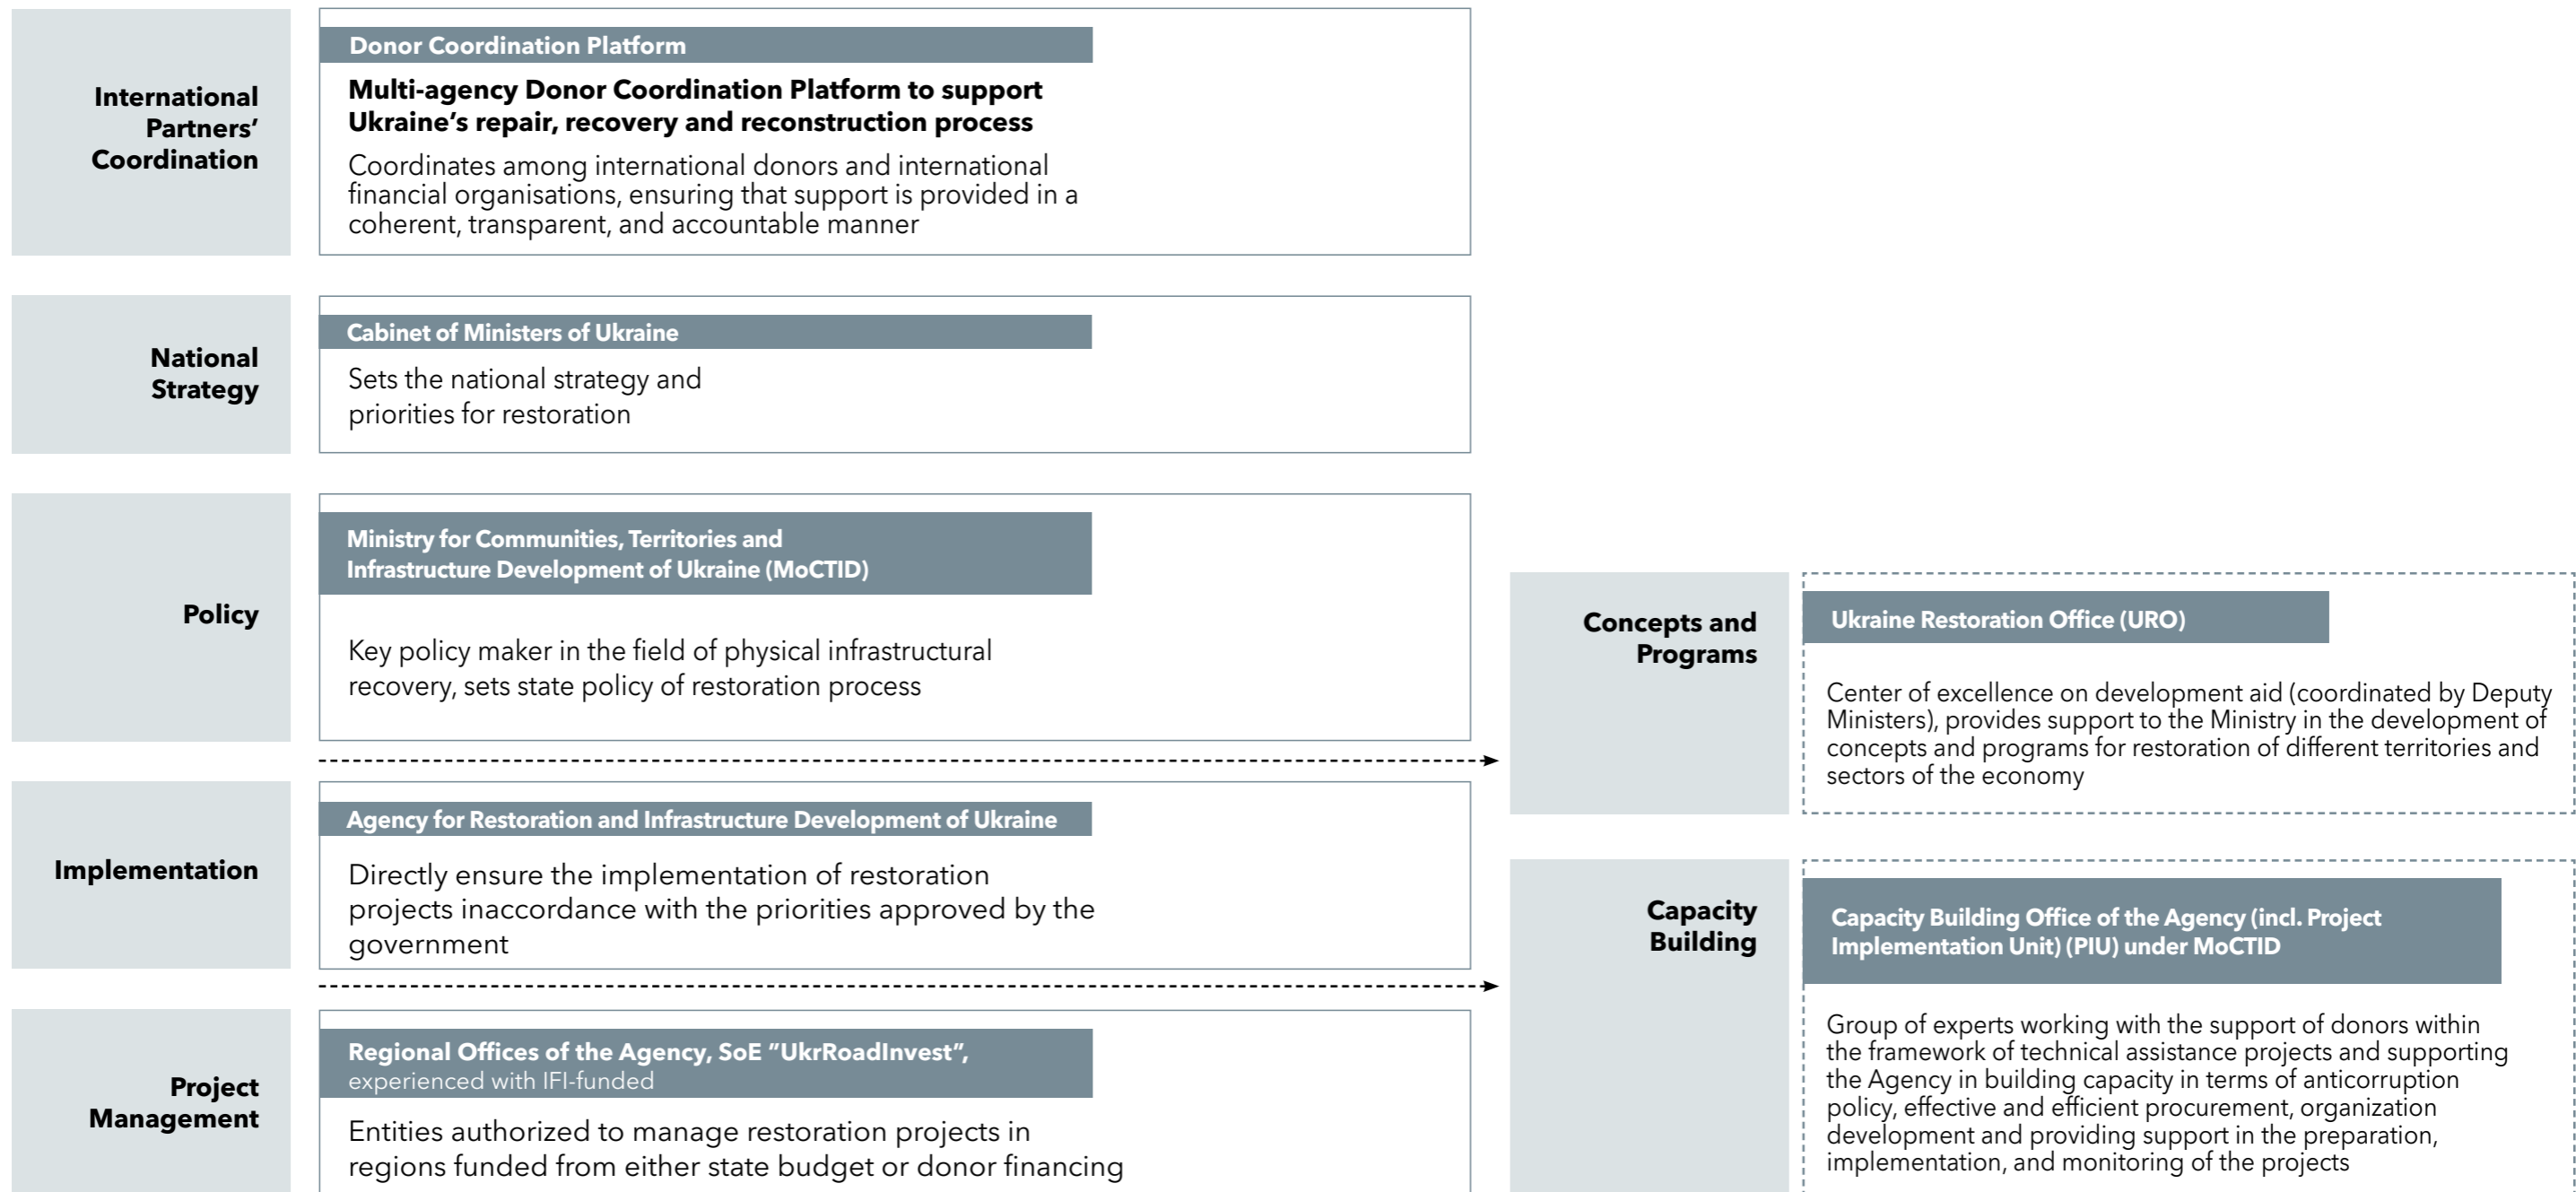 International
Partners’
Coordination
Donor Coordination Platform
Multi-agency Donor Coordination Platform to support
Ukraine’s repair, recovery and reconstruction process
Coordinates among international donors and international
financial organisations, ensuring that support is provided in a
coherent, transparent, and accountable manner
National
Strategy
Cabinet of Ministers of Ukraine
Sets the national strategy and
priorities for restoration
Policy
Ministry for Communities, Territories and
Infrastructure Development of Ukraine (MoCTID)
Key policy maker in the field of physical infrastructural
recovery, sets state policy of restoration process
Concepts and
Programs
Ukraine Restoration Office (URO)
Center of excellence on development aid (coordinated by Deputy
Ministers), provides support to the Ministry in the development of
concepts and programs for restoration of different territories and
sectors of the economy
Implementation
Agency for Restoration and Infrastructure Development of Ukraine
Directly ensure the implementation of restoration
projects inaccordance with the priorities approved by the
government
Capacity
Building
Capacity Building Office of the Agency (incl. Project
Implementation Unit) (PIU) under MoCTID
Group of experts working with the support of donors within
the framework of technical assistance projects and supporting
the Agency in building capacity in terms of anticorruption
policy, effective and efficient procurement, organization
development and providing support in the preparation,
implementation, and monitoring of the projects
Project
Management
Regional Offices of the Agency, SoE ”UkrRoadInvest”,
experienced with IFI-funded
Entities authorized to manage restoration projects in
regions funded from either state budget or donor financing